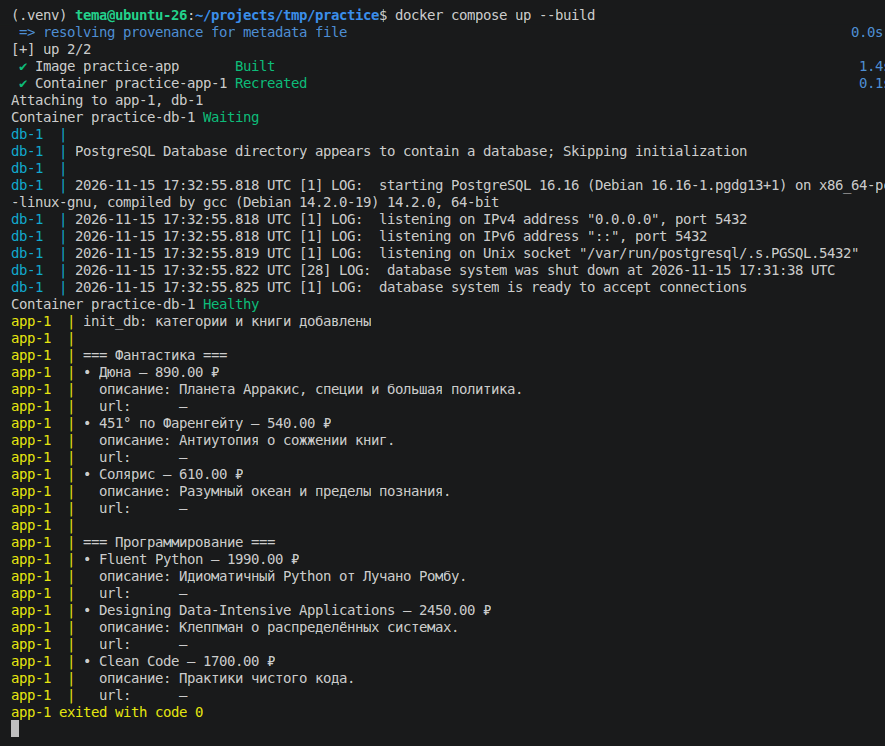 (.venv) tema@ubuntu-26:~/projects/tmp/practice$ docker compose up --build
 => resolving provenance for metadata file 0.0s
[+] up 2/2
 ✔ Image practice-app Built 1.4s
 ✔ Container practice-app-1 Recreated 0.1s
Attaching to app-1, db-1
Container practice-db-1 Waiting
db-1  |
db-1  | PostgreSQL Database directory appears to contain a database; Skipping initialization
db-1  |
db-1  | 2026-11-15 17:32:55.818 UTC [1] LOG:  starting PostgreSQL 16.16 (Debian 16.16-1.pgdg13+1) on x86_64-pc
-linux-gnu, compiled by gcc (Debian 14.2.0-19) 14.2.0, 64-bit
db-1  | 2026-11-15 17:32:55.818 UTC [1] LOG:  listening on IPv4 address "0.0.0.0", port 5432
db-1  | 2026-11-15 17:32:55.818 UTC [1] LOG:  listening on IPv6 address "::", port 5432
db-1  | 2026-11-15 17:32:55.819 UTC [1] LOG:  listening on Unix socket "/var/run/postgresql/.s.PGSQL.5432"
db-1  | 2026-11-15 17:32:55.822 UTC [28] LOG:  database system was shut down at 2026-11-15 17:31:38 UTC
db-1  | 2026-11-15 17:32:55.825 UTC [1] LOG:  database system is ready to accept connections
Container practice-db-1 Healthy
app-1  | init_db: категории и книги добавлены
app-1  |
app-1  | === Фантастика ===
app-1  | • Дюна — 890.00 ₽
app-1  |   описание: Планета Арракис, специи и большая политика.
app-1  |   url:      —
app-1  | • 451° по Фаренгейту — 540.00 ₽
app-1  |   описание: Антиутопия о сожжении книг.
app-1  |   url:      —
app-1  | • Солярис — 610.00 ₽
app-1  |   описание: Разумный океан и пределы познания.
app-1  |   url:      —
app-1  |
app-1  | === Программирование ===
app-1  | • Fluent Python — 1990.00 ₽
app-1  |   описание: Идиоматичный Python от Лучано Ромбу.
app-1  |   url:      —
app-1  | • Designing Data-Intensive Applications — 2450.00 ₽
app-1  |   описание: Клеппман о распределённых системах.
app-1  |   url:      —
app-1  | • Clean Code — 1700.00 ₽
app-1  |   описание: Практики чистого кода.
app-1  |   url:      —
app-1 exited with code 0